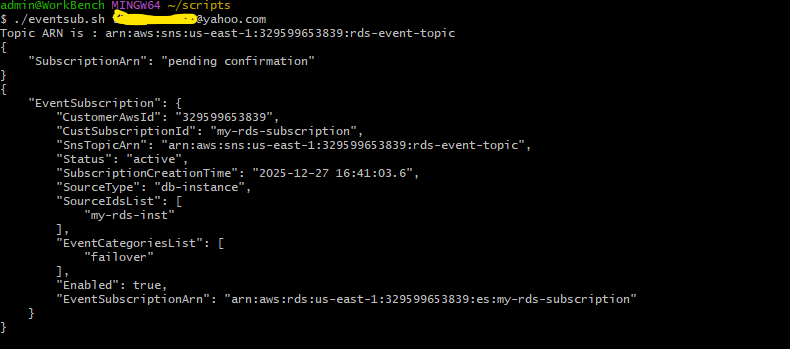 admin@WorkBench MINGW64 ~/scripts
$ ./eventsub.sh @yahoo.com
Topic ARN is : arn:aws:sns:us-east-1:329599653839:rds-event-topic
{
    "SubscriptionArn": "pending confirmation"
}
{
    "EventSubscription": {
        "CustomerAwsId": "329599653839",
        "CustSubscriptionId": "my-rds-subscription",
        "SnsTopicArn": "arn:aws:sns:us-east-1:329599653839:rds-event-topic",
        "Status": "active",
        "SubscriptionCreationTime": "2025-12-27 16:41:03.6",
        "SourceType": "db-instance",
        "SourceIdsList": [
            "my-rds-inst"
        ],
        "EventCategoriesList": [
            "failover"
        ],
        "Enabled": true,
        "EventSubscriptionArn": "arn:aws:rds:us-east-1:329599653839:es:my-rds-subscription"
    }
}